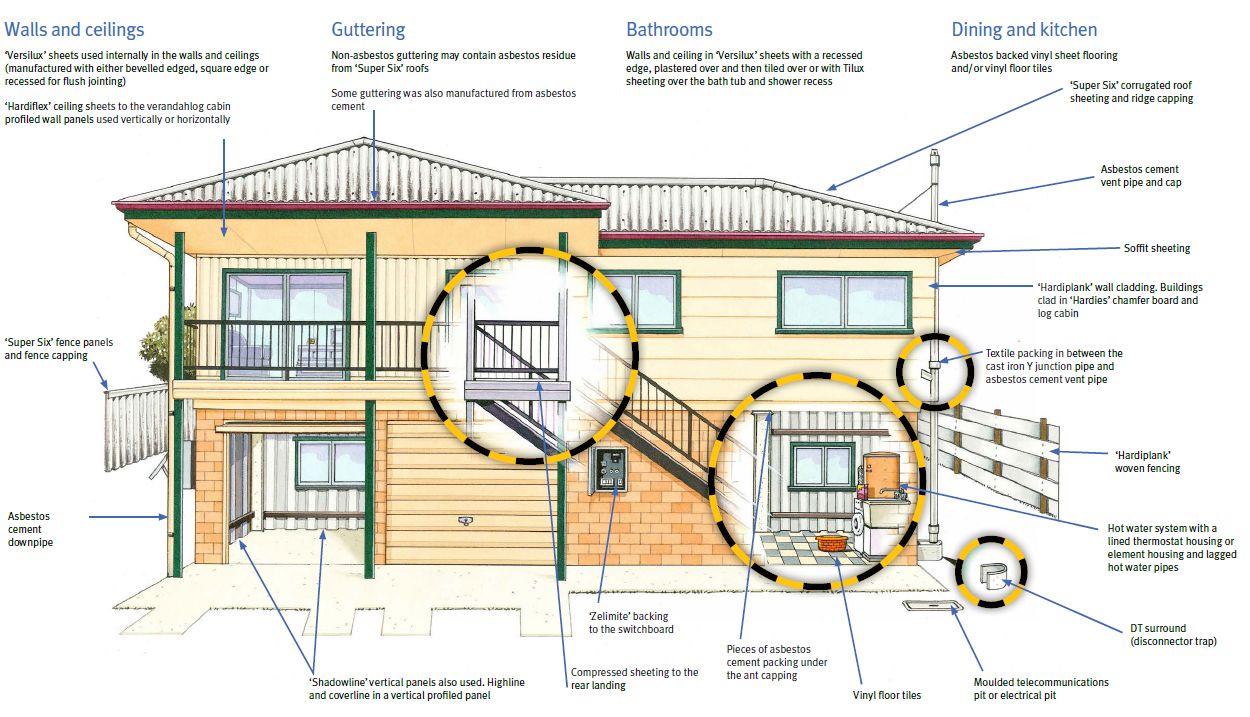 Walls and ceilings
‘Versilux’ sheets used internally in the walls and ceilings
(manufactured with either bevelled edged, square edge or
recessed for flush jointing)
‘Hardiflex’ ceiling sheets to the verandahlog cabin
profiled wall panels used vertically or horizontally
Guttering
Non-asbestos guttering may contain asbestos residue
from ‘Super Six’ roofs
Some guttering was also manufactured from asbestos
cement
Bathrooms
Walls and ceiling in ‘Versilux’ sheets with a recessed
edge, plastered over and then tiled over or with Tilux
sheeting over the bath tub and shower recess
Dining and kitchen
Asbestos backed vinyl sheet flooring
and/or vinyl floor tiles
‘Super Six’ corrugated roof
sheeting and ridge capping
Asbestos cement
vent pipe and cap
Soffit sheeting
‘Hardiplank’ wall cladding. Buildings
clad in ‘Hardies’ chamfer board and
log cabin
‘Super Six’ fence panels
and fence capping
Textile packing in between the
cast iron Y junction pipe and
asbestos cement vent pipe
‘Hardiplank’
woven fencing
Asbestos
cement
downpipe
Hot water system with a
lined thermostat housing or
element housing and lagged
hot water pipes
‘Zelimite’ backing
to the switchboard
DT surround
(disconnector trap)
Pieces of asbestos
cement packing under
the ant capping
Compressed sheeting to the
rear landing
‘Shadowline’ vertical panels also used. Highline
and coverline in a vertical profiled panel
Vinyl floor tiles
Moulded telecommunications
pit or electrical pit